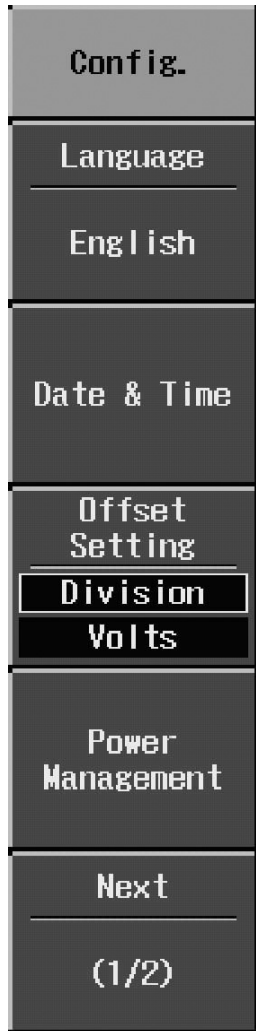 Config.
Language
English
Date & Time
Offset
Setting
Division
Volts
Power
Management
Next
(1/2)